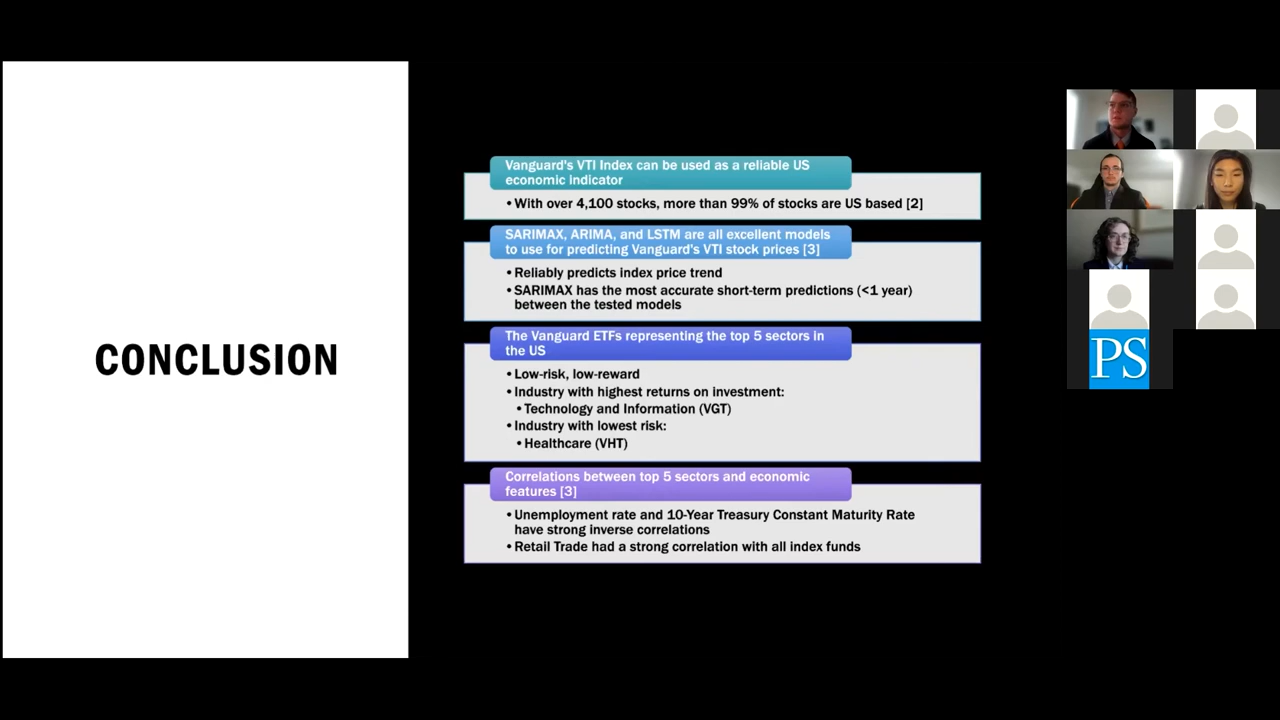 CONCLUSION
Vanguard's VTI Index can be used as a reliable US
economic indicator
•With over 4,100 stocks, more than 99% of stocks are US based [2]
SARIMAX, ARIMA, and LSTM are all excellent models
to use for predicting Vanguard's VTI stock prices [3]
•Reliably predicts index price trend
•SARIMAX has the most accurate short-term predictions (<1 year)
between the tested models
The Vanguard ETFs representing the top 5 sectors in
the US
•Low-risk, low-reward
•Industry with highest returns on investment:
•Technology and Information (VGT)
•Industry with lowest risk:
•Healthcare (VHT)
Correlations between top 5 sectors and economic
features [3]
•Unemployment rate and 10-Year Treasury Constant Maturity Rate
have strong inverse correlations
•Retail Trade had a strong correlation with all index funds
PS